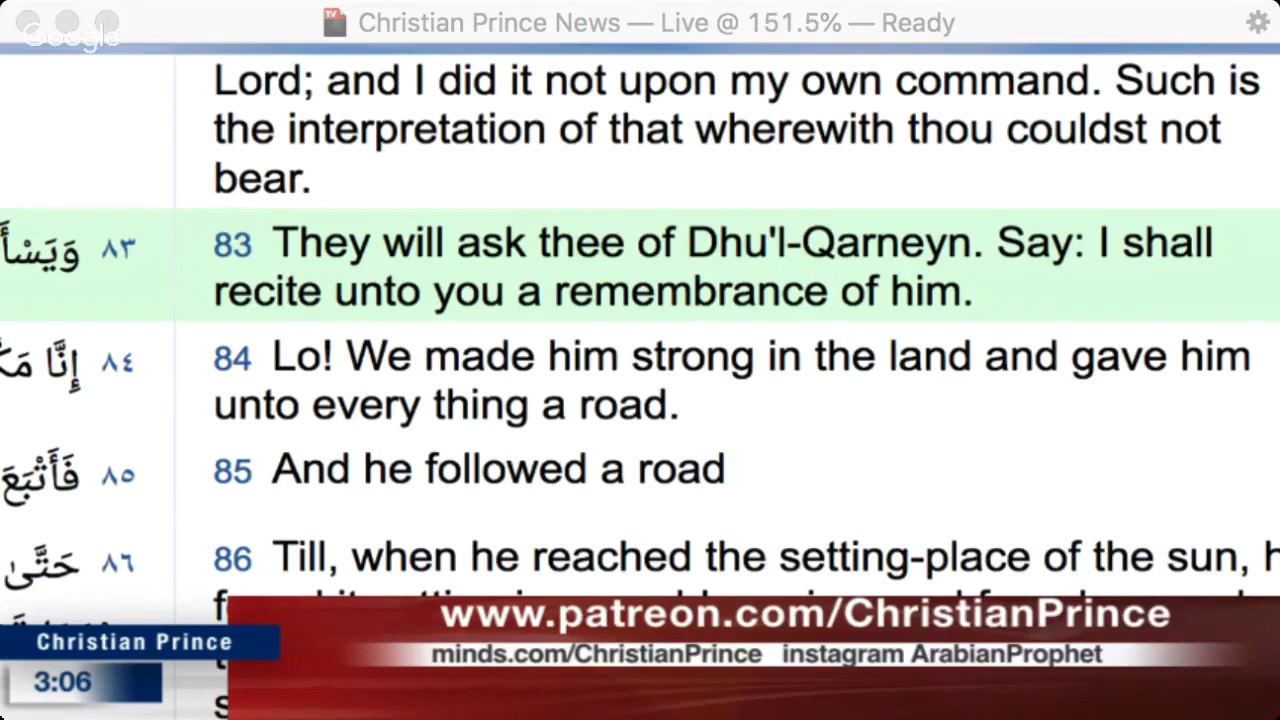 Google
Christian Prince News — Live @ 151.5% — Ready
Lord; and I did it not upon my own command. Such is
the interpretation of that wherewith thou couldst not
bear.
٨٣
83 They will ask thee of Dhu'l-Qarneyn. Say: I shall
recite unto you a remembrance of him.
إِنَّا ٨٤
84 Lo! We made him strong in the land and gave him
unto every thing a road.
فَأَتْبَعَ ٨٥
85 And he followed a road
حَتَّىٰ ٨٦
86 Till, when he reached the setting-place of the sun,
www.patreon.com/ChristianPrince
Christian Prince
minds.com/ChristianPrince instagram ArabianProphet
3:06